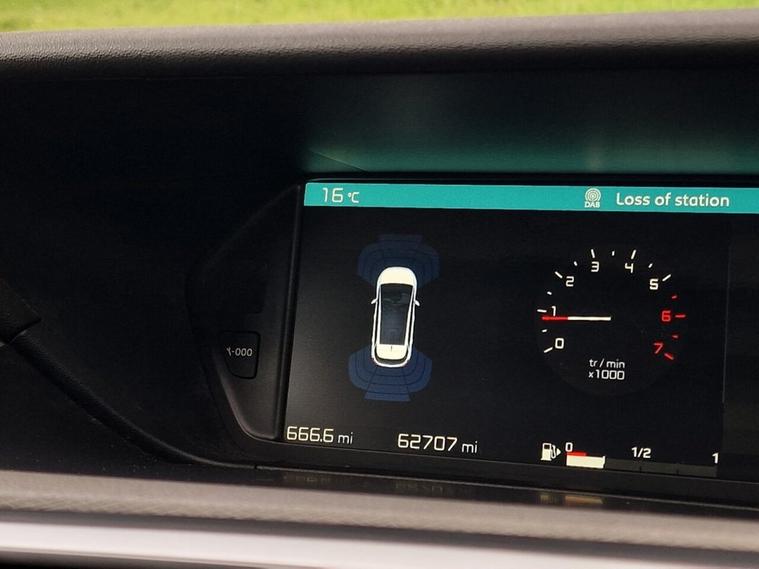 16 °C
DAB Loss of station
0 1 2 3 4 5 6 7
tr/min
x1000
666.6 mi
62707 mi
0 1/2 1